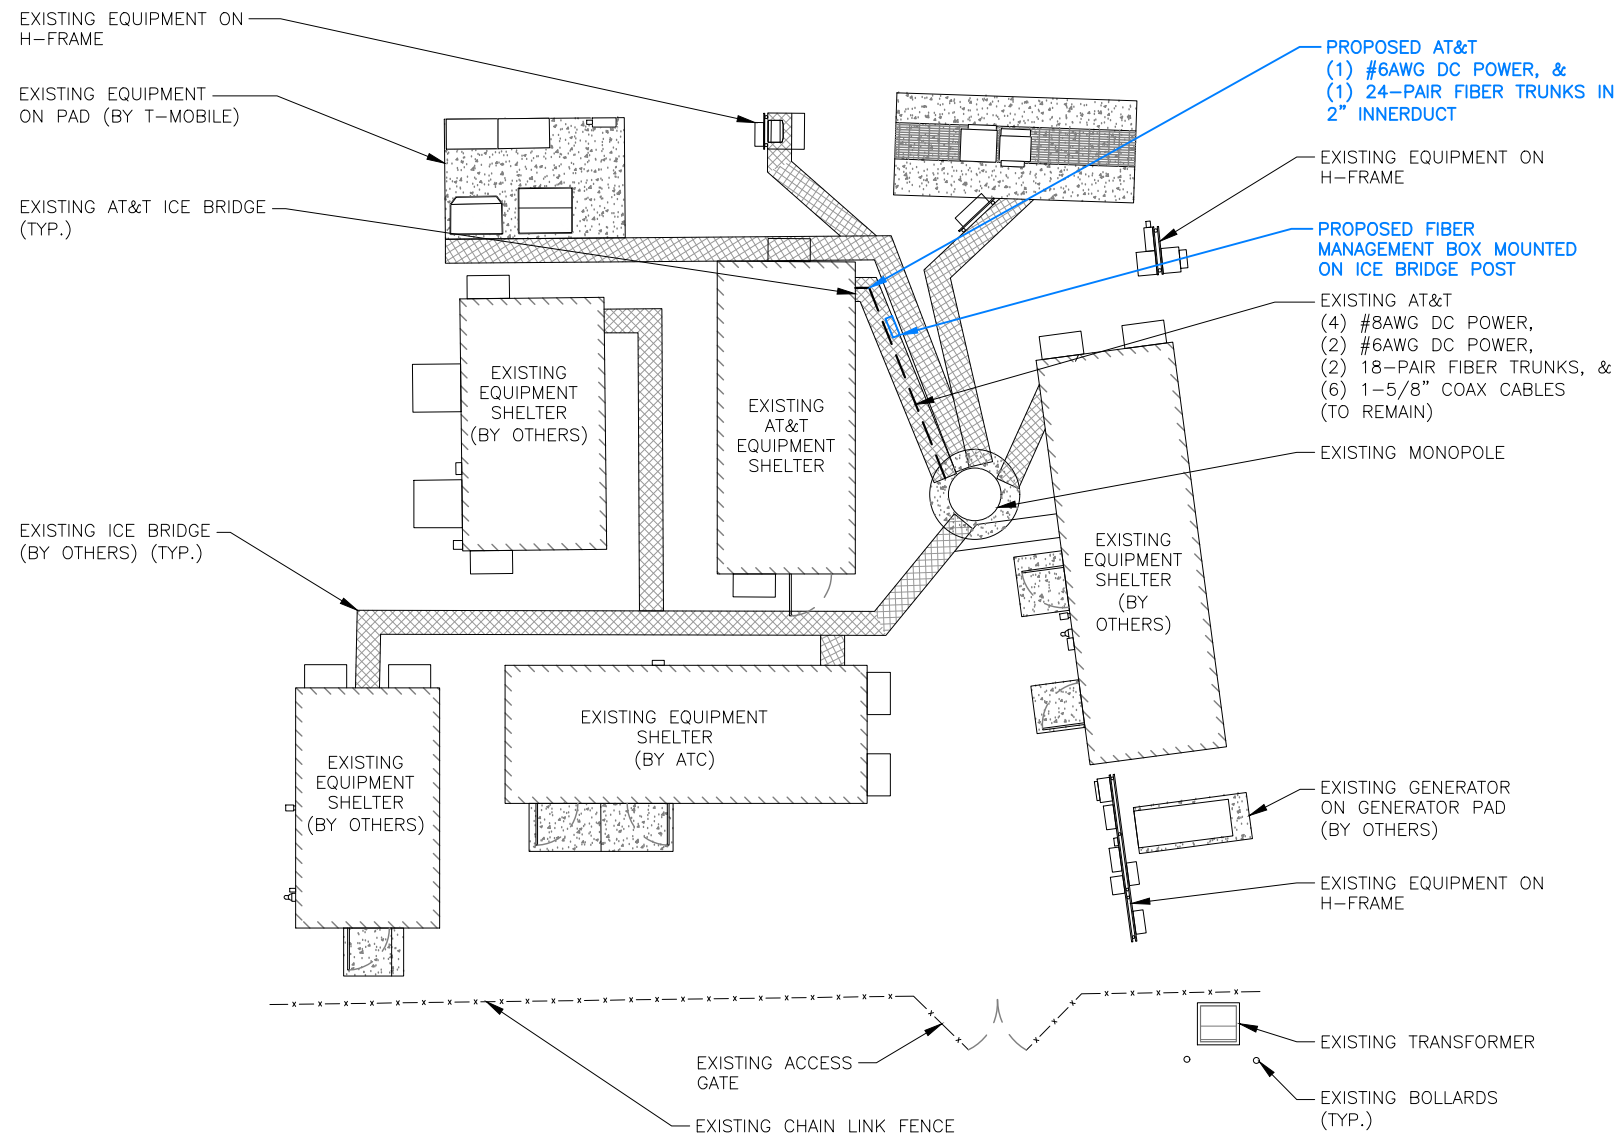 EXISTING EQUIPMENT ON
H-FRAME
EXISTING EQUIPMENT
ON PAD (BY T-MOBILE)
EXISTING AT&T ICE BRIDGE
(TYP.)
EXISTING ICE BRIDGE
(BY OTHERS) (TYP.)
EXISTING
EQUIPMENT
SHELTER
(BY OTHERS)
EXISTING
AT&T
EQUIPMENT
SHELTER
EXISTING
EQUIPMENT
SHELTER
(BY
OTHERS)
EXISTING
EQUIPMENT
SHELTER
(BY OTHERS)
EXISTING EQUIPMENT
SHELTER
(BY ATC)
PROPOSED AT&T
(1) #6AWG DC POWER, &
(1) 24-PAIR FIBER TRUNKS IN
2" INNERDUCT
EXISTING EQUIPMENT ON
H-FRAME
PROPOSED FIBER
MANAGEMENT BOX MOUNTED
ON ICE BRIDGE POST
EXISTING AT&T
(4) #8AWG DC POWER,
(2) #6AWG DC POWER,
(2) 18-PAIR FIBER TRUNKS, &
(6) 1-5/8" COAX CABLES
(TO REMAIN)
EXISTING MONOPOLE
EXISTING GENERATOR
ON GENERATOR PAD
(BY OTHERS)
EXISTING EQUIPMENT ON
H-FRAME
EXISTING TRANSFORMER
EXISTING BOLLARDS
(TYP.)
EXISTING ACCESS
GATE
EXISTING CHAIN LINK FENCE